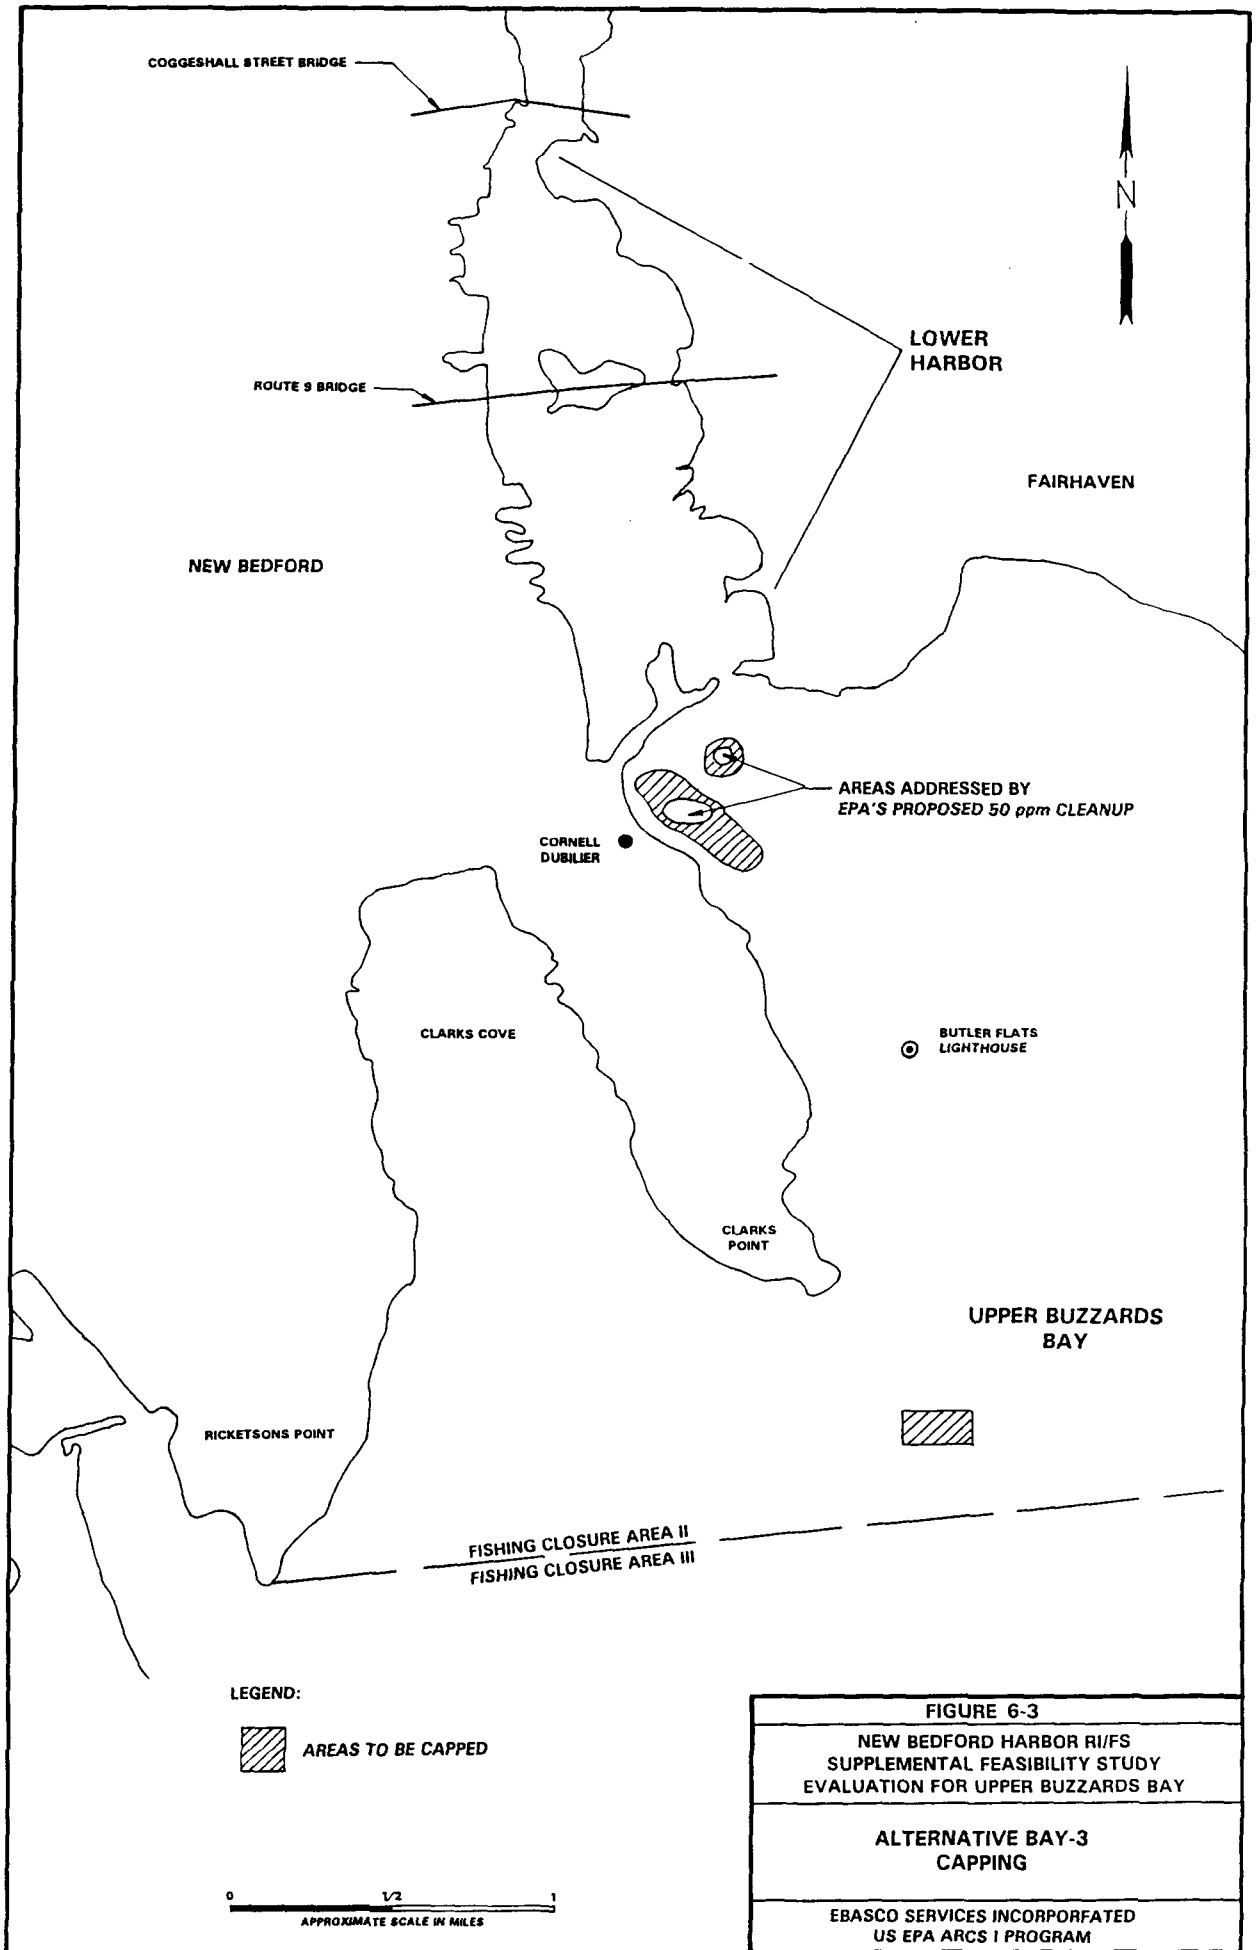 COGGESHALL STREET BRIDGE
N
LOWER
HARBOR
ROUTE 9 BRIDGE
FAIRHAVEN
NEW BEDFORD
AREAS ADDRESSED BY
EPA'S PROPOSED 50 ppm CLEANUP
CORNELL
DUBILIER
CLARKS COVE
BUTLER FLATS
LIGHTHOUSE
CLARKS
POINT
UPPER BUZZARDS
BAY
RICKETSONS POINT
FISHING CLOSURE AREA II
FISHING CLOSURE AREA III
LEGEND:
AREAS TO BE CAPPED
0 1/2 1
APPROXIMATE SCALE IN MILES
FIGURE 6-3
NEW BEDFORD HARBOR RI/FS
SUPPLEMENTAL FEASIBILITY STUDY
EVALUATION FOR UPPER BUZZARDS BAY
ALTERNATIVE BAY-3
CAPPING
EBASCO SERVICES INCORPORFATED
US EPA ARCS I PROGRAM